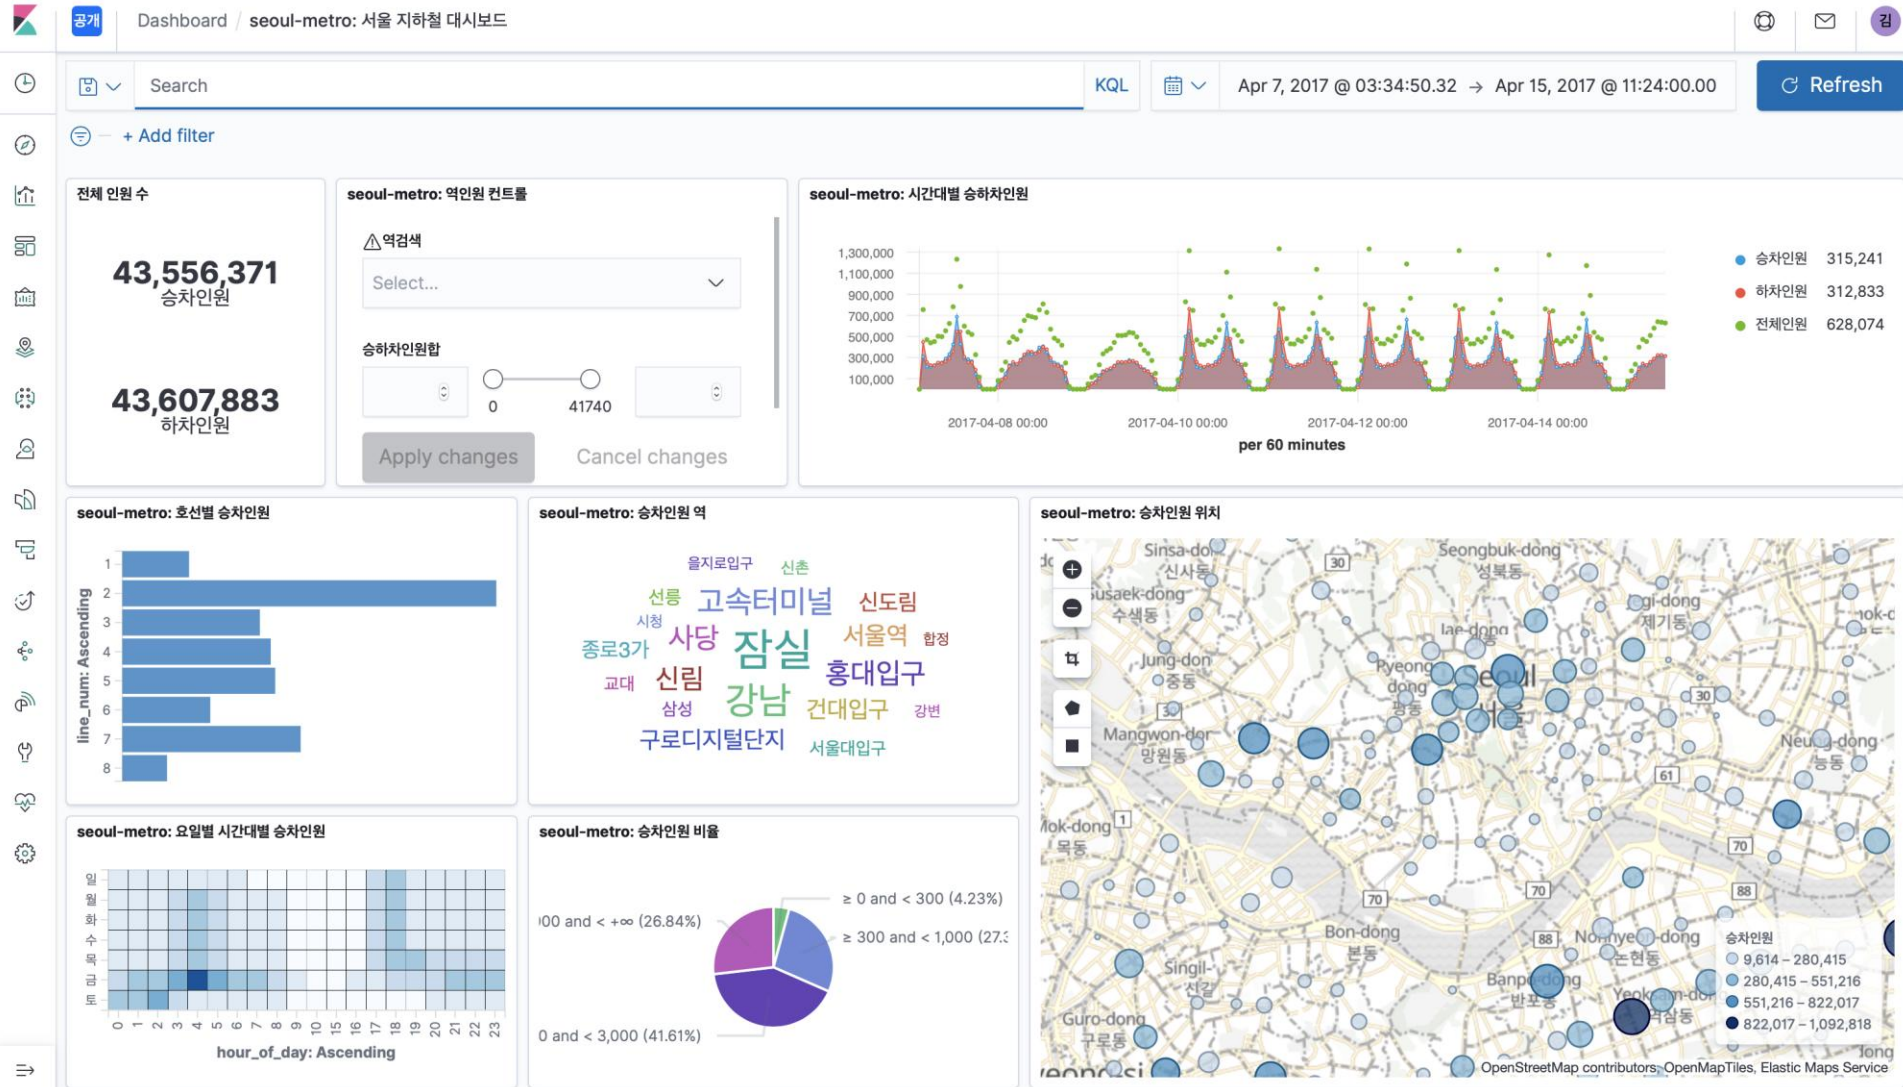 공개 Dashboard / seoul-metro: 서울 지하철 대시보드 김
Search KQL Apr 7, 2017 @ 03:34:50.32 → Apr 15, 2017 @ 11:24:00.00 Refresh
+ Add filter
전체 인원 수
43,556,371
승차인원
43,607,883
하차인원
seoul-metro: 역인원 컨트롤
역검색
Select...
승하차인원합
0 41740
Apply changes Cancel changes
seoul-metro: 시간대별 승하차인원
1,300,000
1,100,000
900,000
700,000
500,000
300,000
100,000
2017-04-08 00:00 2017-04-10 00:00 2017-04-12 00:00 2017-04-14 00:00
per 60 minutes
승차인원 315,241
하차인원 312,833
전체인원 628,074
seoul-metro: 호선별 승차인원
line_num: Ascending
1
2
3
4
5
6
7
8
seoul-metro: 승차인원 역
을지로입구 신촌
선릉 고속터미널 신도림
시청
종로3가 사당 잠실 서울역 합정
교대 신림 홍대입구
삼성 강남 건대입구 강변
구로디지털단지 서울대입구
seoul-metro: 승차인원 위치
Sinsa-do
신사동
30
Seongbuk-dong
성북동
Susaek-dong
수색동
gi-dong
제기동
Jae-dong
Jung-don
중동
Pyeong
dong
평동
Seoul
서울
30
Mangwon-dor
망원동
Neung-dong
능동
61
Mok-dong
목동
1
70
70
70
88
Bon-dong
본동
88
Nonhyeon-dong
논현동
Singil-
신길
Banpo-dong
반포동
Yeoksam-do
역삼동
Guro-dong
구로동
승차인원
9,614 – 280,415
280,415 – 551,216
551,216 – 822,017
822,017 – 1,092,818
OpenStreetMap contributors, OpenMapTiles, Elastic Maps Service
seoul-metro: 요일별 시간대별 승차인원
일
월
화
수
목
금
토
0 1 2 3 4 5 6 7 8 9 10 15 16 17 18 19 20 21 22 23
hour_of_day: Ascending
seoul-metro: 승차인원 비율
≥ 0 and < 300 (4.23%)
00 and < +∞ (26.84%)
≥ 300 and < 1,000 (27.3
0 and < 3,000 (41.61%)